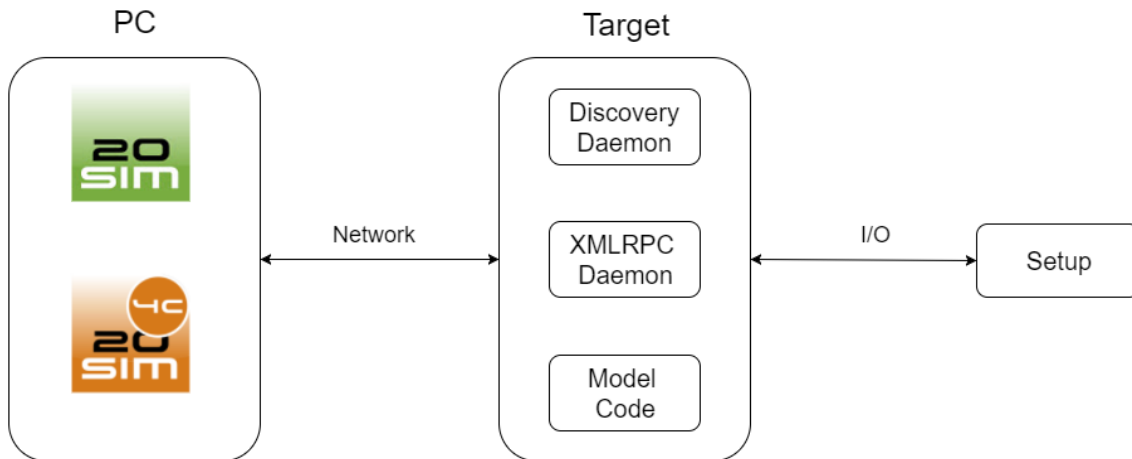 PC
Target
20
sim
4C
20
sim
Network
Discovery
Daemon
XMLRPC
Daemon
Model
Code
I/O
Setup